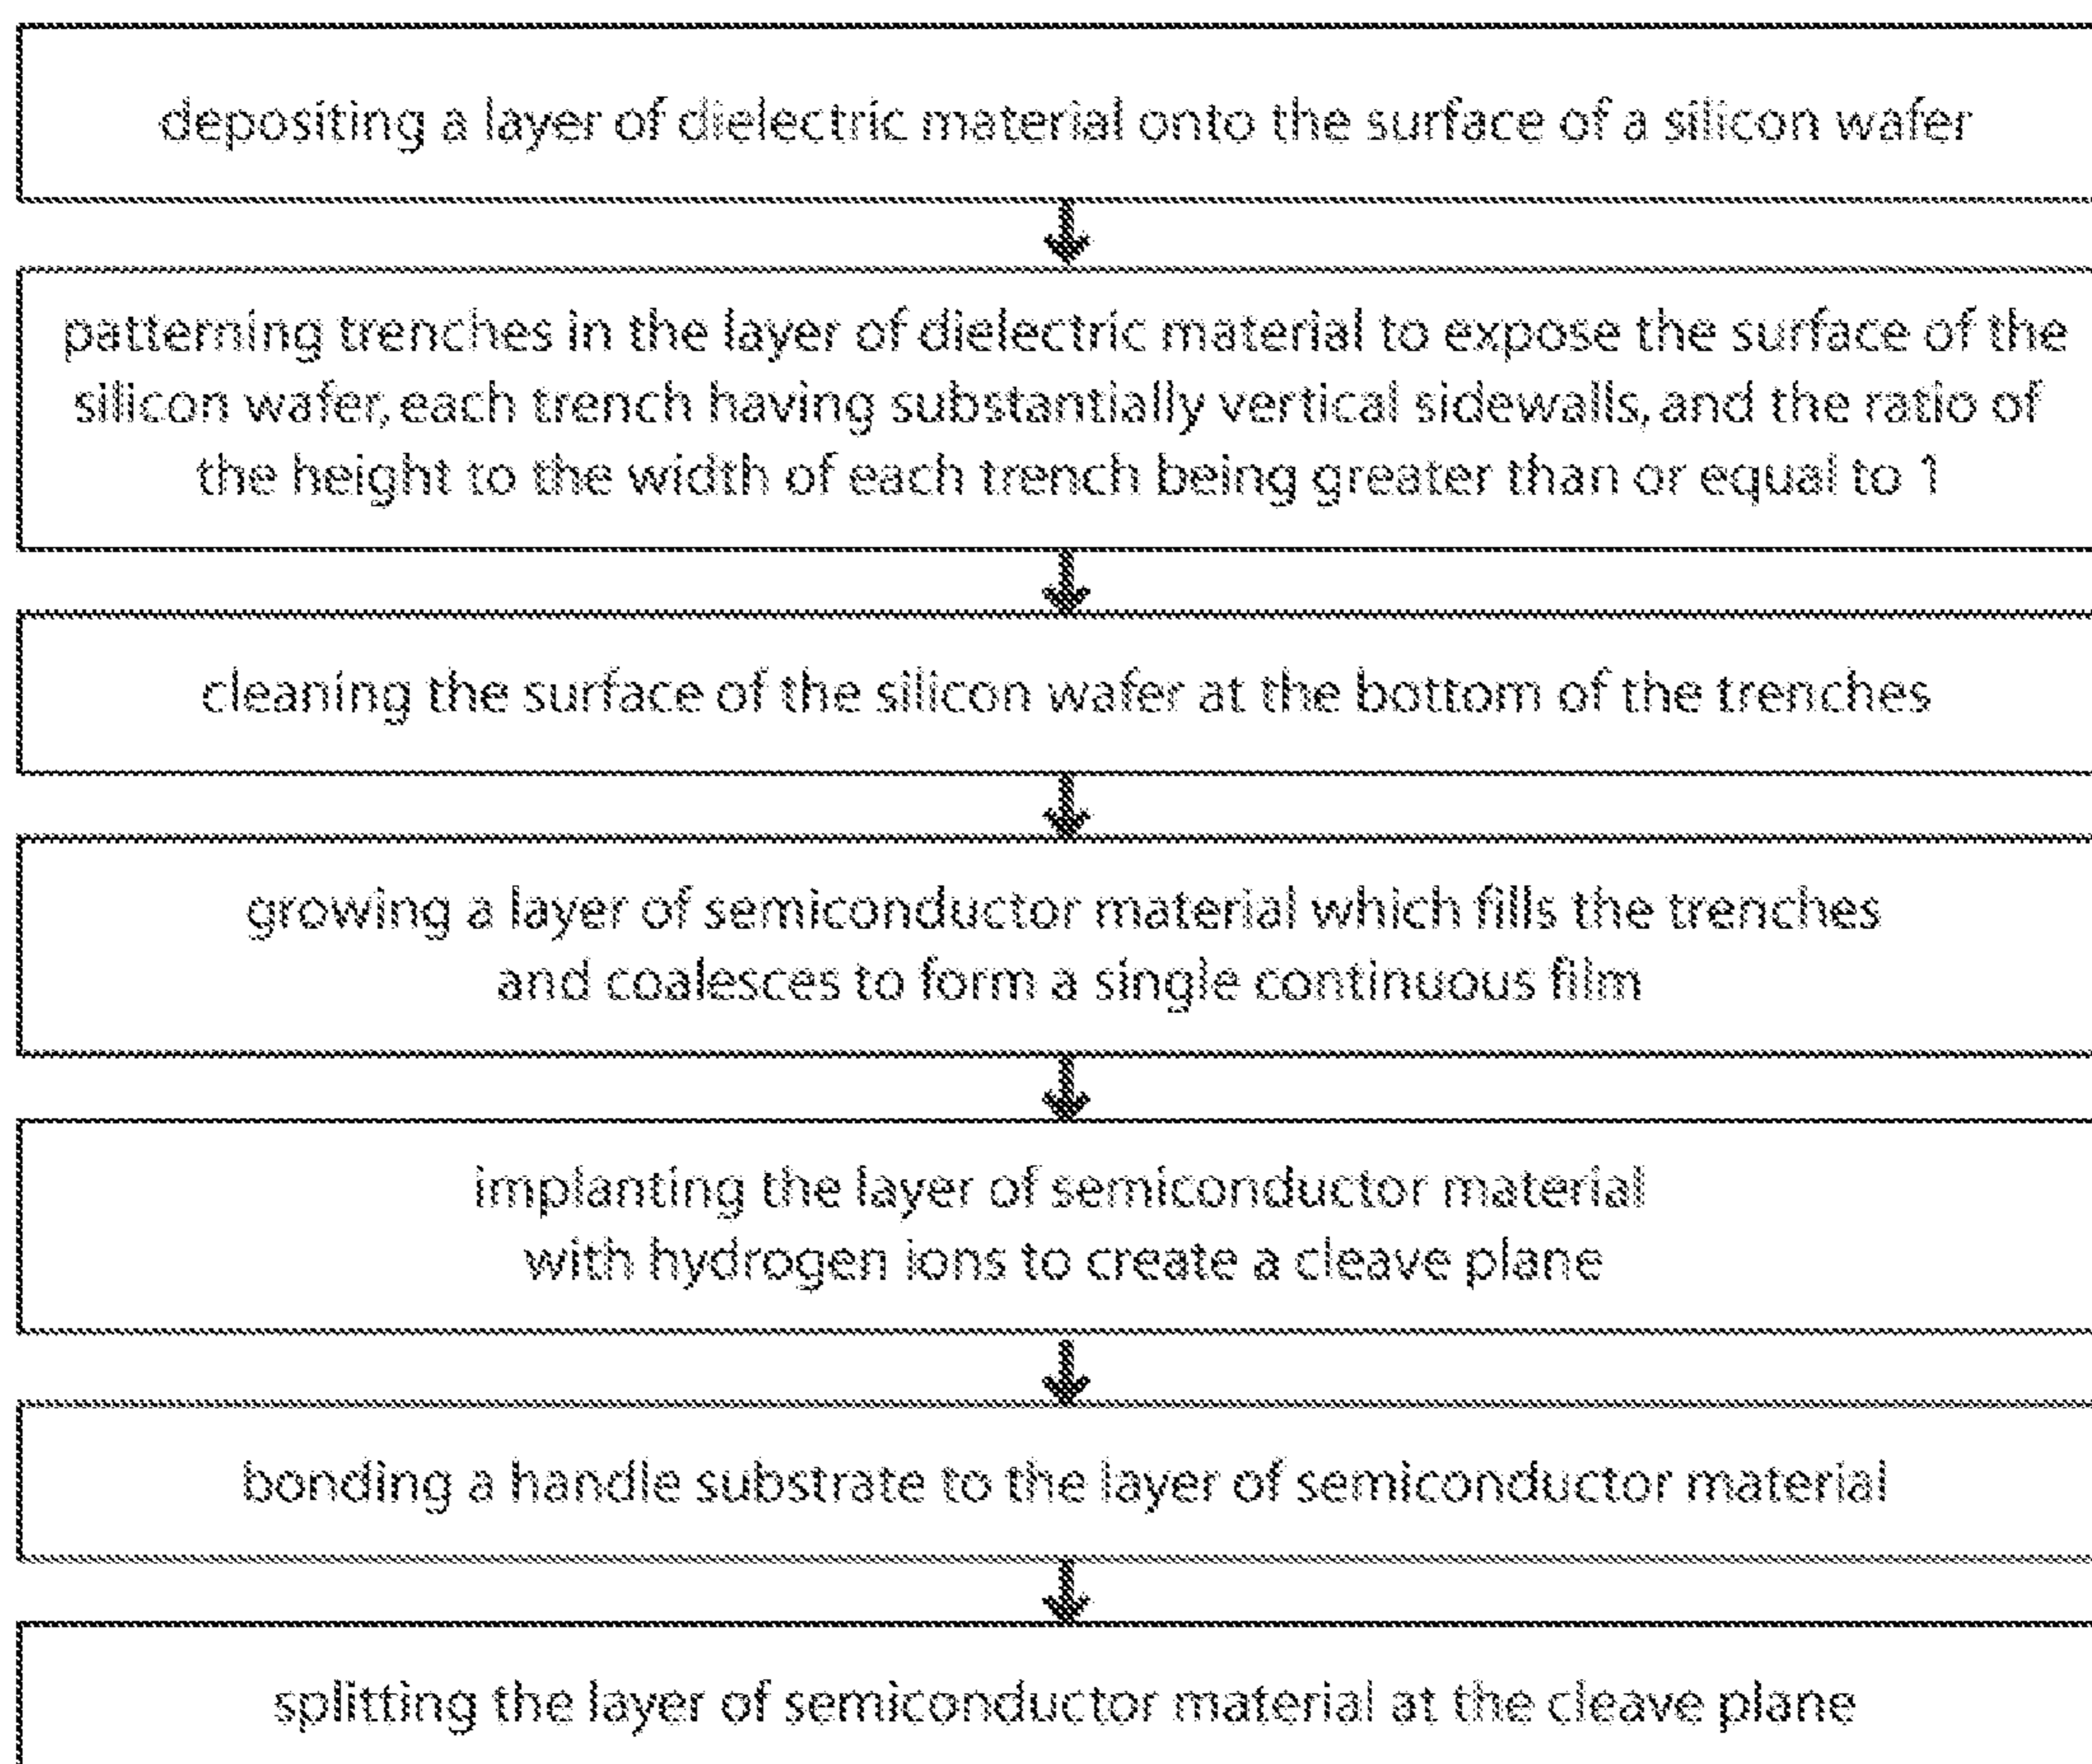 depositing a layer of dielectric material onto the surface of a silicon wafer
patterning trenches in the layer of dielectric material to expose the surface of the
silicon wafer, each trench having substantially vertical sidewalls, and the ratio of
the height to the width of each trench being greater than or equal to 1
cleaning the surface of the silicon wafer at the bottom of the trenches
growing a layer of semiconductor material which fills the trenches
and coalesces to form a single continuous film
implanting the layer of semiconductor material
with hydrogen ions to create a cleave plane
bonding a handle substrate to the layer of semiconductor material
splitting the layer of semiconductor material at the cleave plane